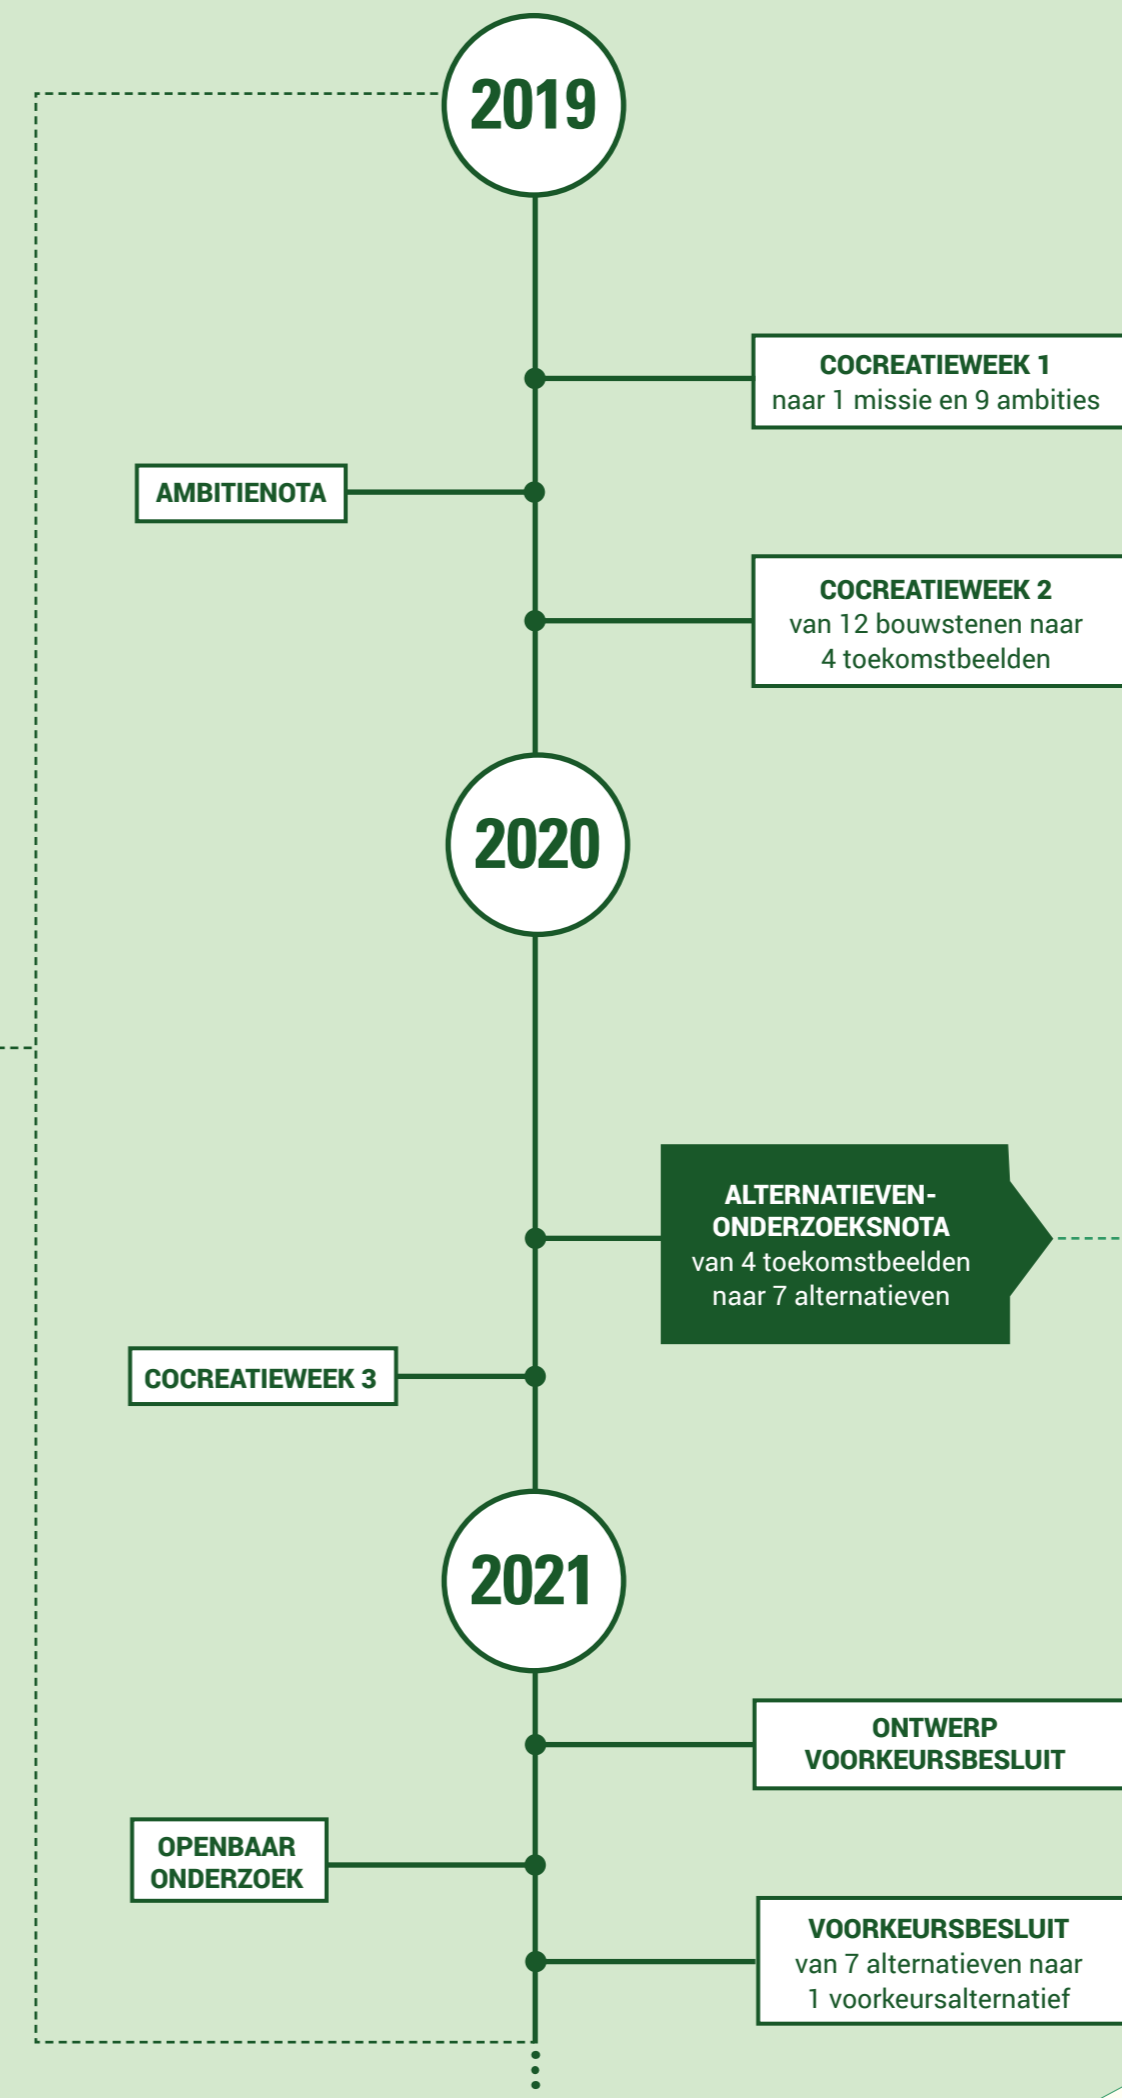 2019
COCREATIEWEEK 1
naar 1 missie en 9 ambities
AMBITIENOTA
COCREATIEWEEK 2
van 12 bouwstenen naar
4 toekomstbeelden
2020
ALTERNATIEVEN-
ONDERZOEKSNOTA
van 4 toekomstbeelden
naar 7 alternatieven
COCREATIEWEEK 3
2021
ONTWERP
VOORKEURSBESLUIT
OPENBAAR
ONDERZOEK
VOORKEURSBESLUIT
van 7 alternatieven naar
1 voorkeursalternatief